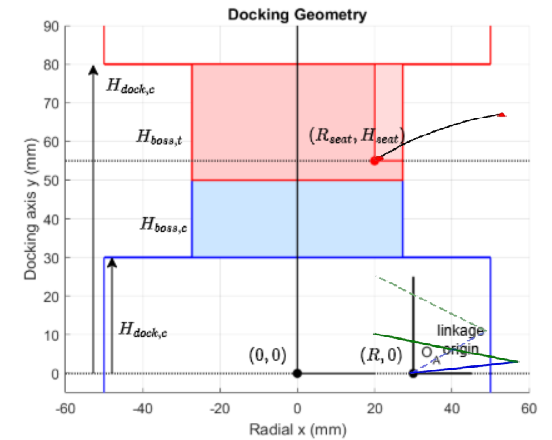 Docking Geometry
90
80
70
60
50
40
30
20
10
0
Docking axis y (mm)
H_{dock,c}
H_{boss,t}
(R_{seat}, H_{seat})
H_{boss,c}
H_{dock,c}
(0, 0)
(R, 0)
linkage
O_A origin
-60 -40 -20 0 20 40 60
Radial x (mm)